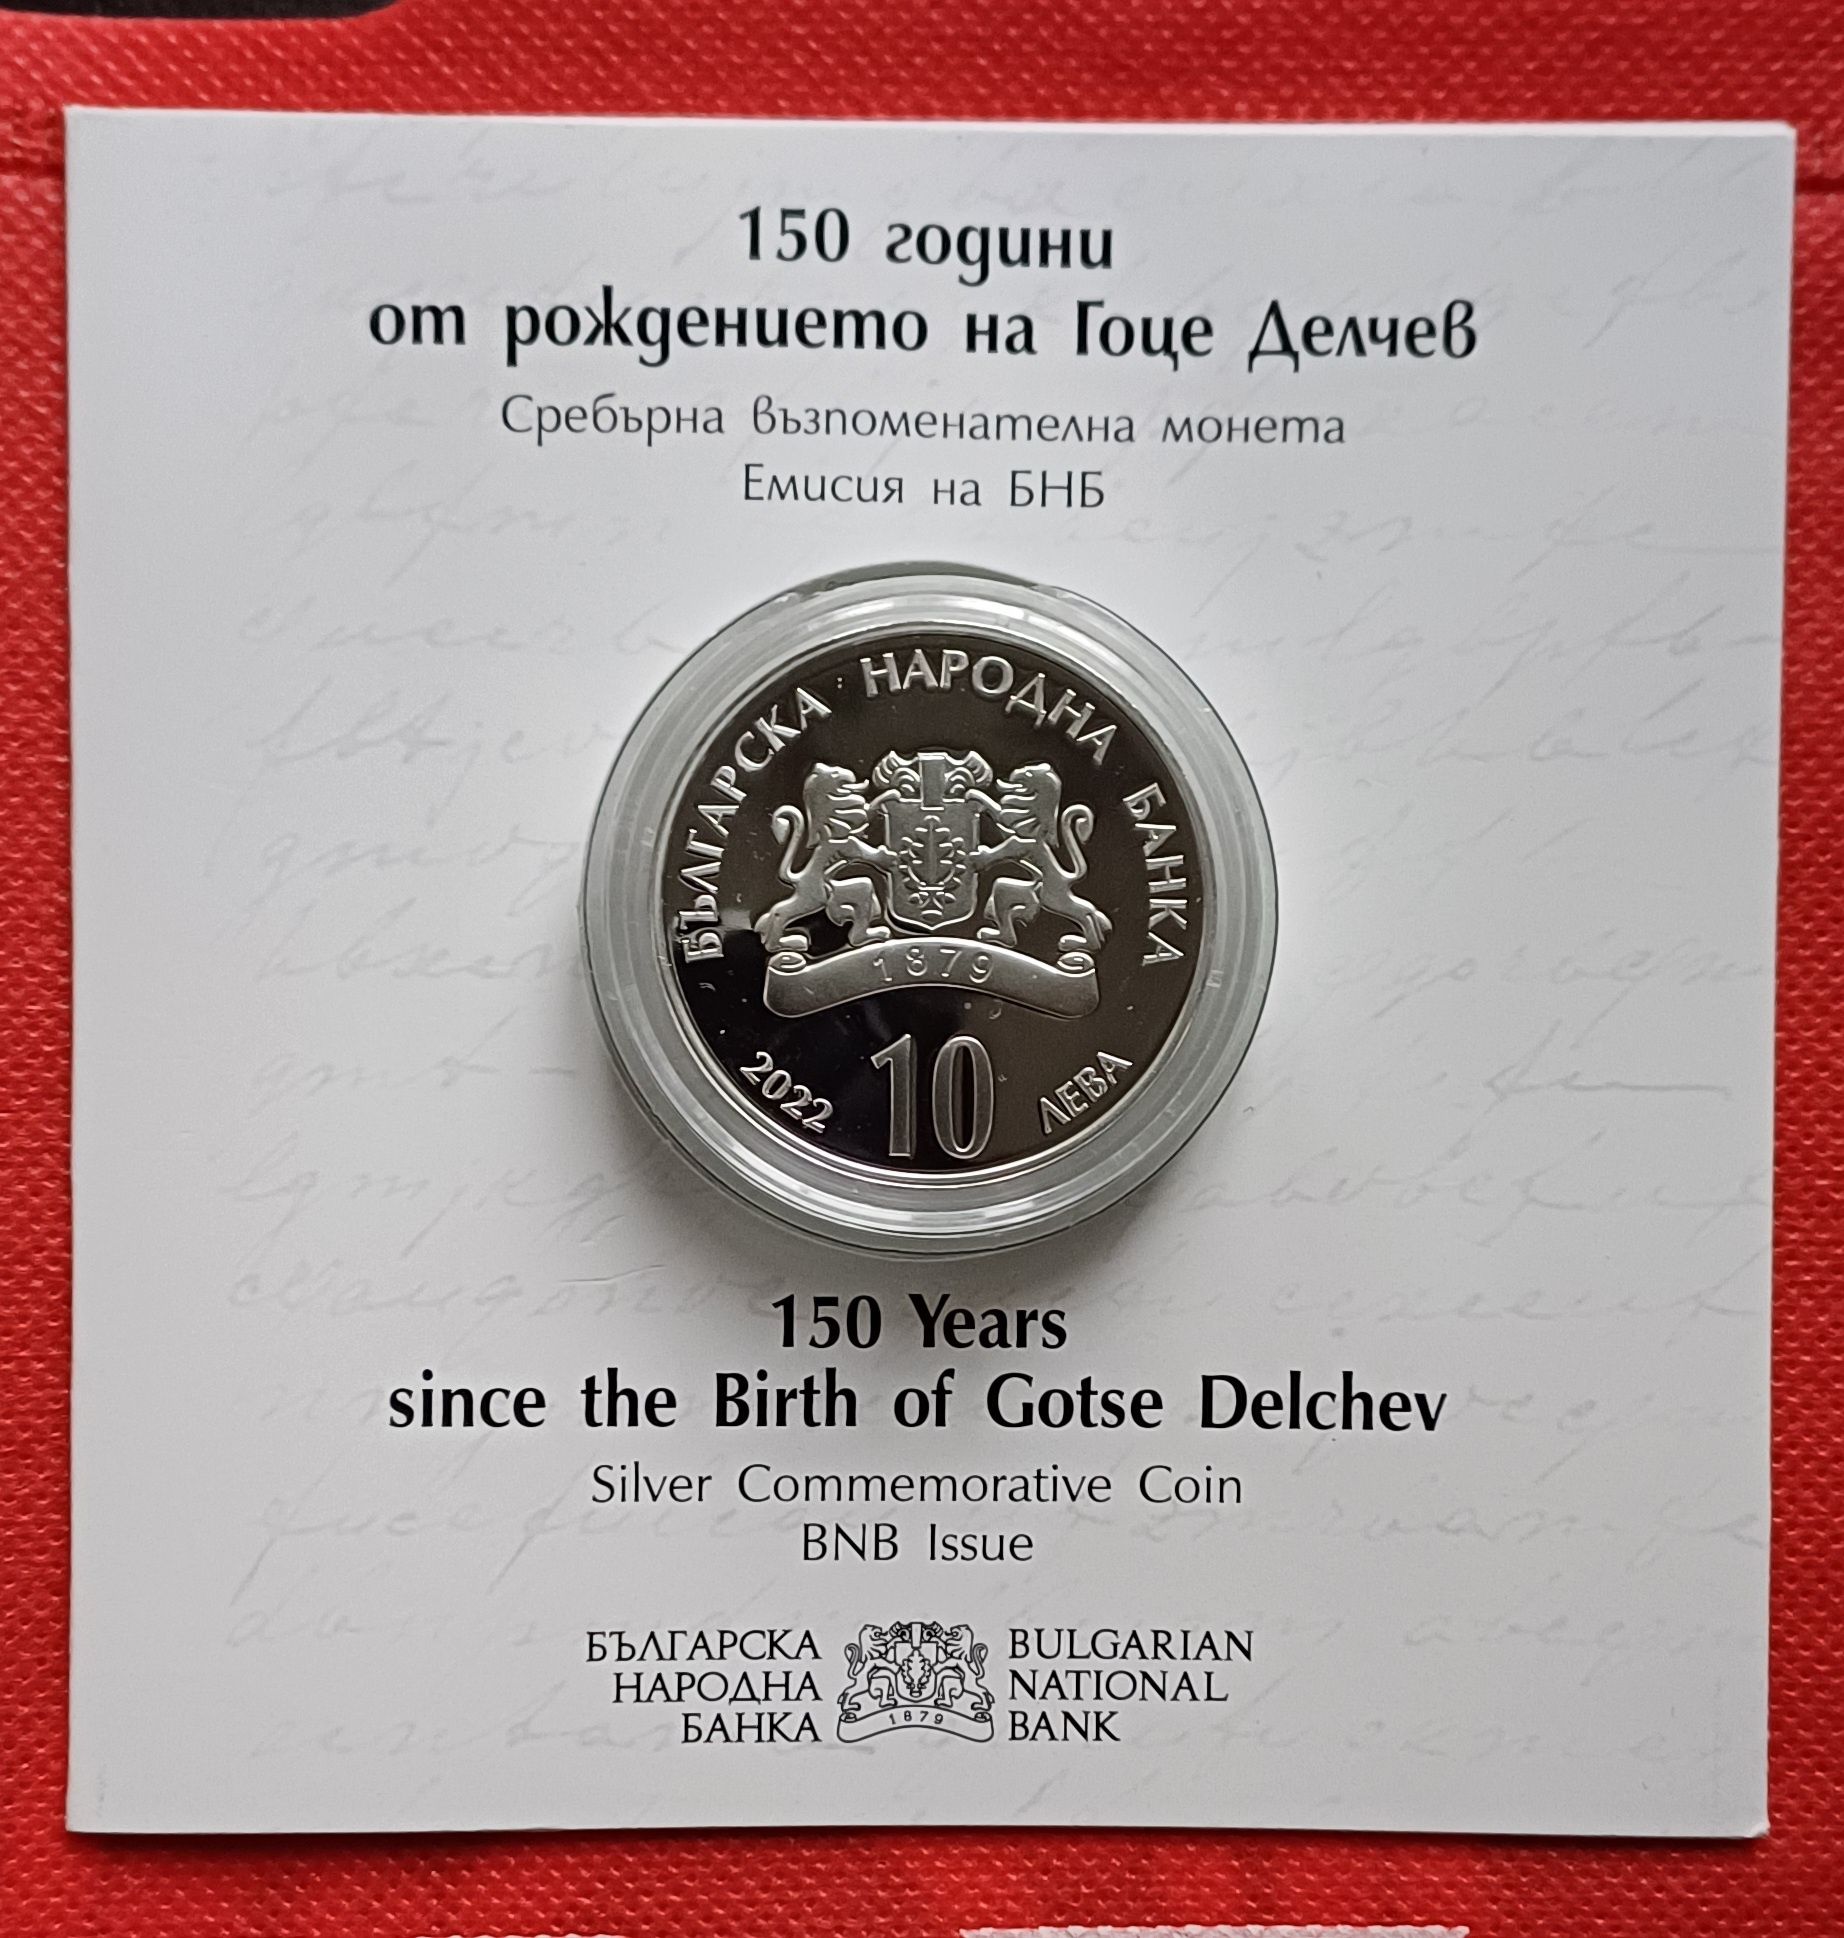 150 години
от рождението на Гоце Делчев
Сребърна възпоменателна монета
Емисия на БНБ
БЪЛГАРСКА НАРОДНА БАНКА
1879
2022 10 ЛЕВА
150 Years
since the Birth of Gotse Delchev
Silver Commemorative Coin
BNB Issue
БЪЛГАРСКА
НАРОДНА
БАНКА
1879
BULGARIAN
NATIONAL
BANK